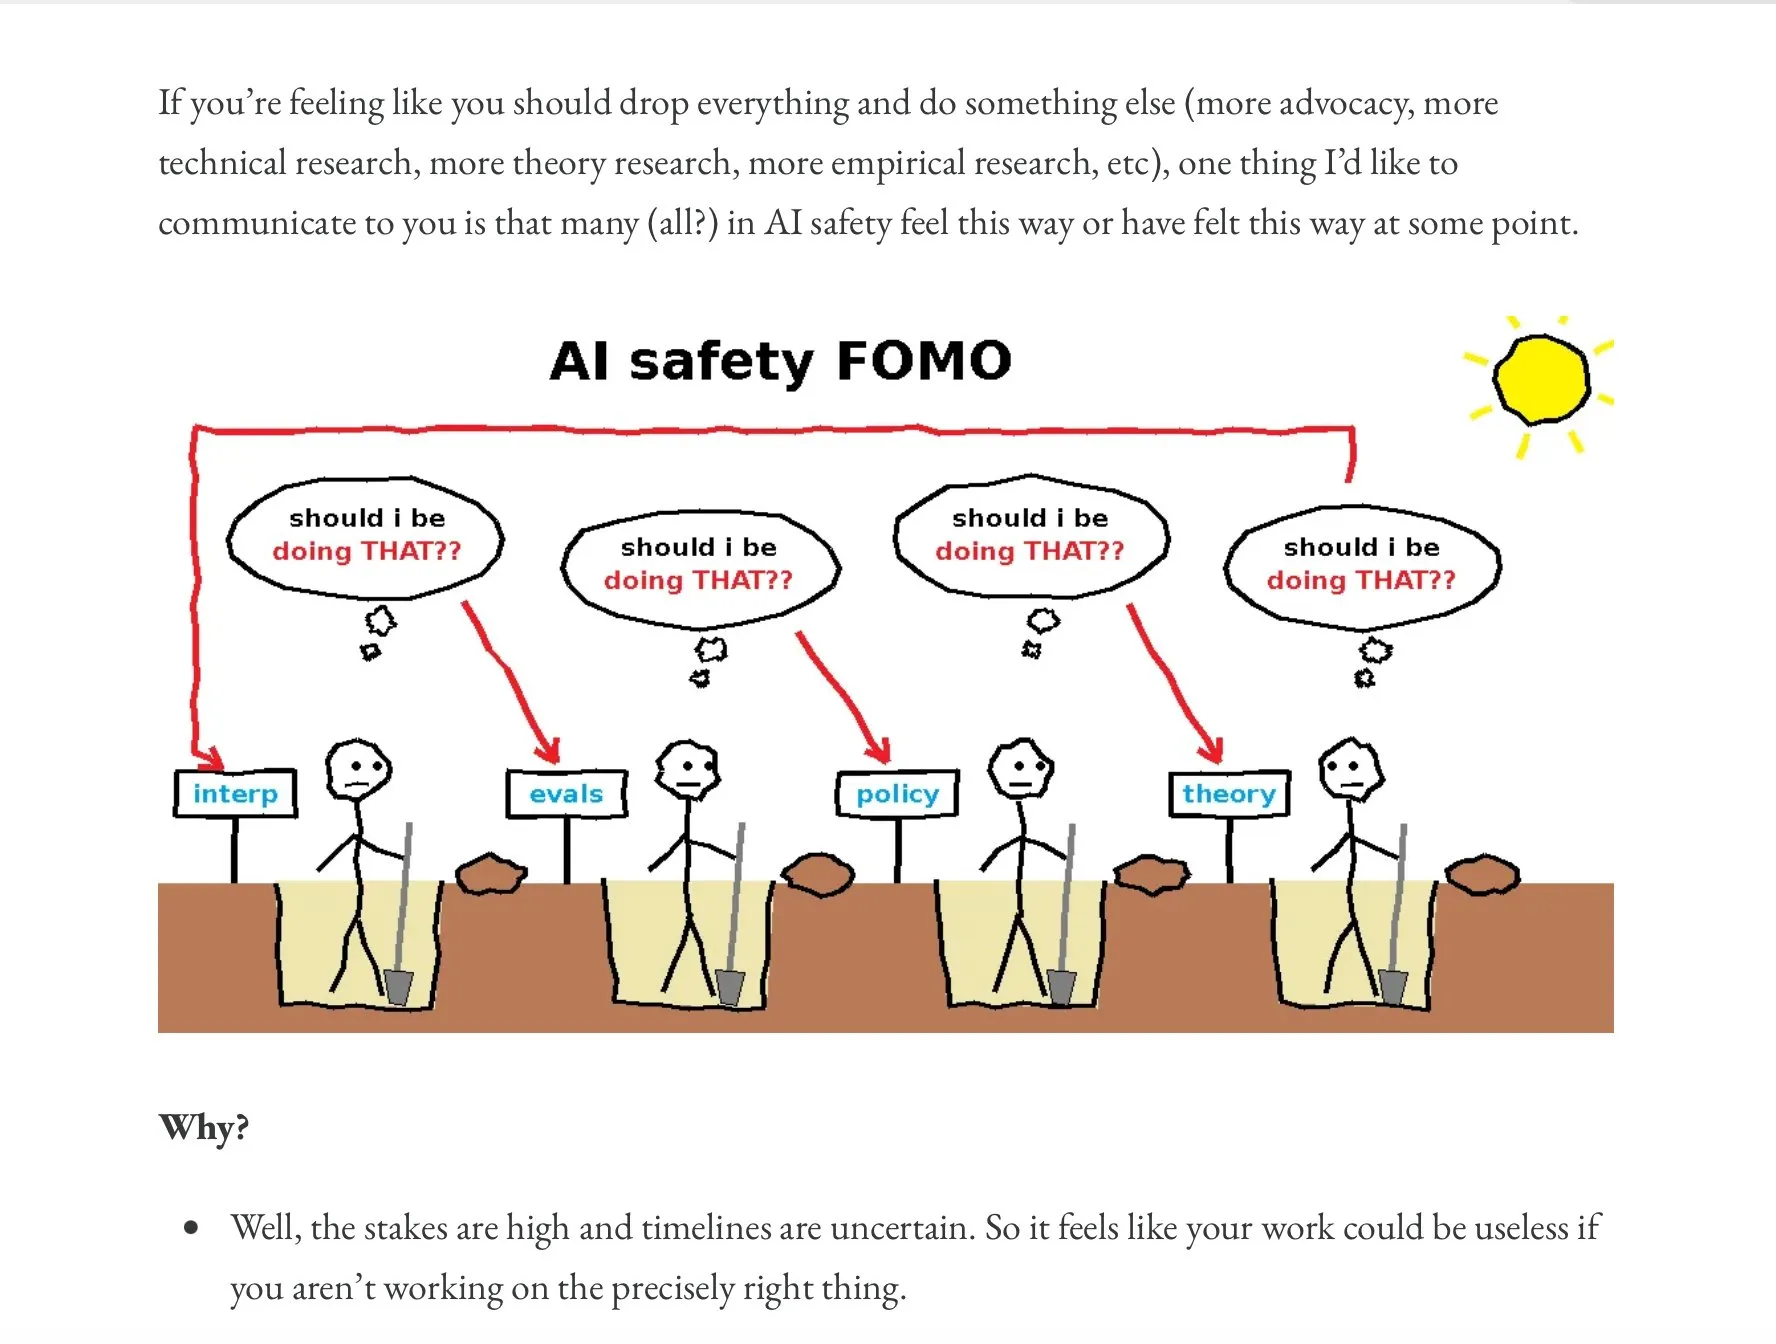 If you’re feeling like you should drop everything and do something else (more advocacy, more
technical research, more theory research, more empirical research, etc), one thing I’d like to
communicate to you is that many (all?) in AI safety feel this way or have felt this way at some point.
AI safety FOMO
should i be
doing THAT??
should i be
doing THAT??
should i be
doing THAT??
should i be
doing THAT??
interp
evals
policy
theory
Why?
• Well, the stakes are high and timelines are uncertain. So it feels like your work could be useless if
you aren’t working on the precisely right thing.